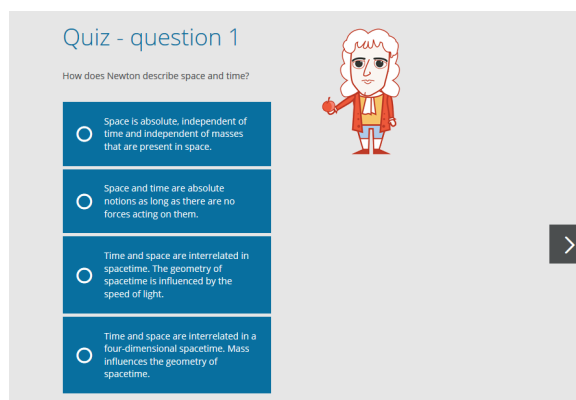 Quiz - question 1
How does Newton describe space and time?
Space is absolute, independent of
time and independent of masses
that are present in space.
Space and time are absolute
notions as long as there are no
forces acting on them.
Time and space are interrelated in
spacetime. The geometry of
spacetime is influenced by the
speed of light.
Time and space are interrelated in a
four-dimensional spacetime. Mass
influences the geometry of
spacetime.